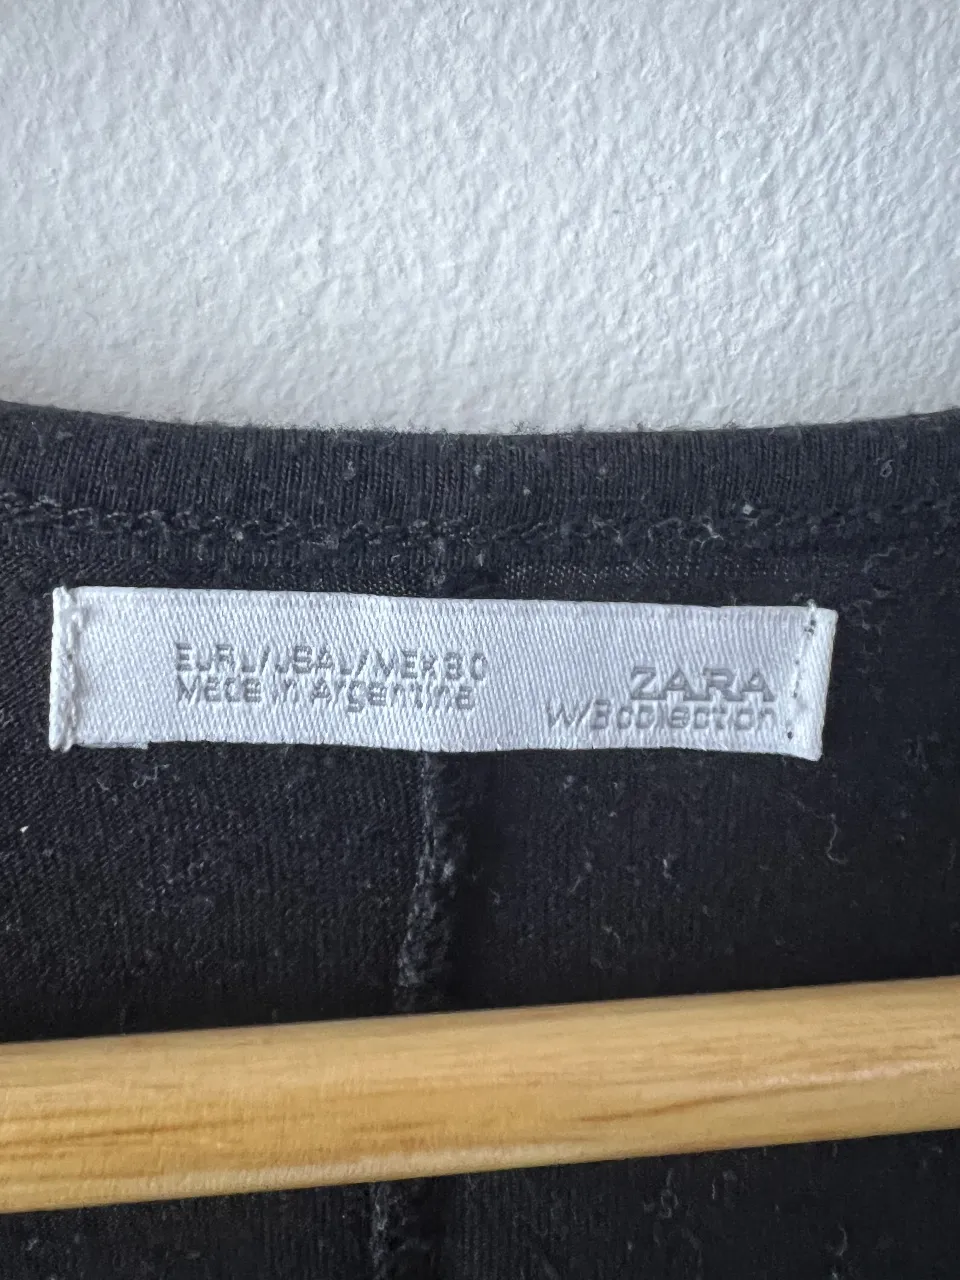 EUR L/USA L/MEX 30
Made in Argentina
ZARA
W/B collection